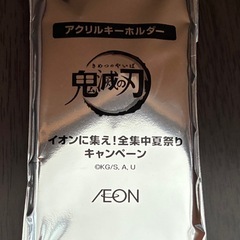 アクリルキーホルダー
きめつのやいば
鬼滅の刃
イオンに集え!全集中夏祭り
キャンペーン
©KG/S, A, U
ÆON